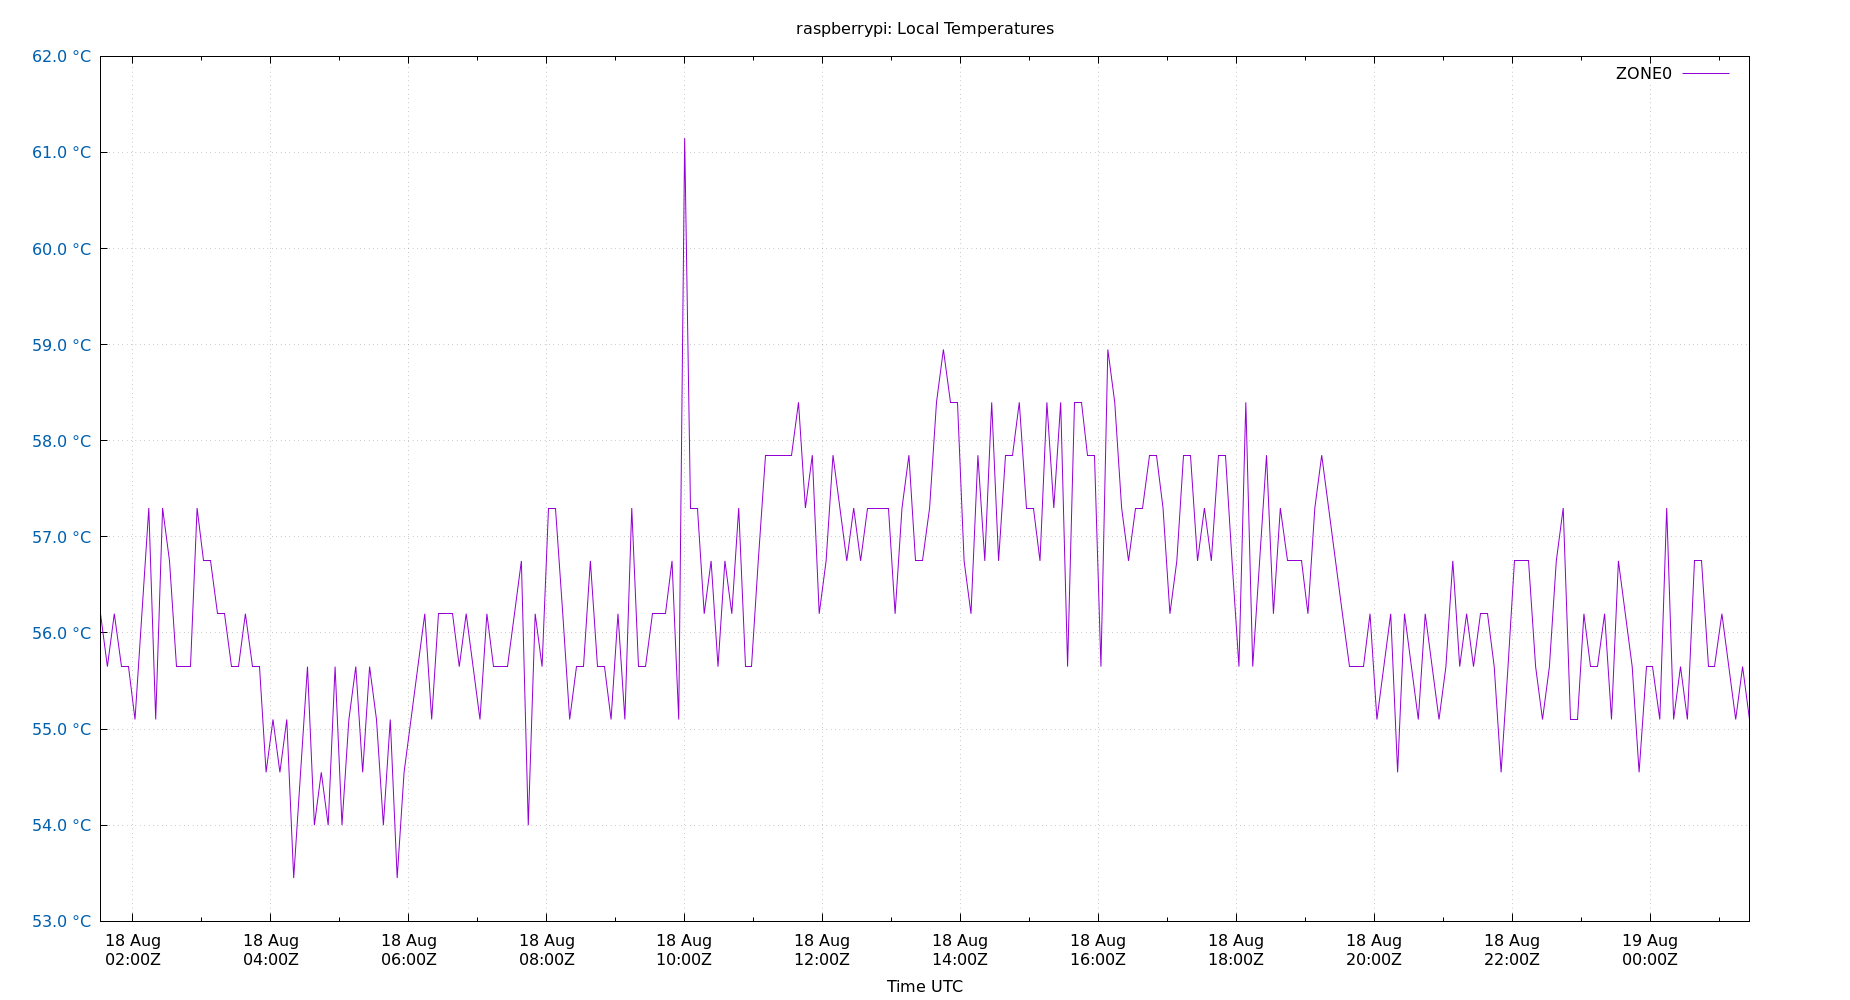 raspberrypi: Local Temperatures
62.0 °C
ZONE0
61.0 °C
60.0 °C
59.0 °C
58.0 °C
57.0 °C
56.0 °C
55.0 °C
54.0 °C
53.0 °C
18 Aug 18 Aug 18 Aug 18 Aug 18 Aug 18 Aug 18 Aug 18 Aug 18 Aug 18 Aug 18 Aug 19 Aug
02:00Z 04:00Z 06:00Z 08:00Z 10:00Z 12:00Z 14:00Z 16:00Z 18:00Z 20:00Z 22:00Z 00:00Z
Time UTC